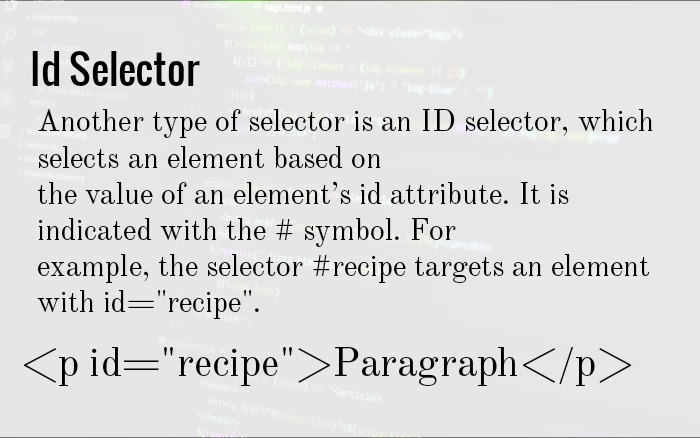 Id Selector
Another type of selector is an ID selector, which
selects an element based on
the value of an element's id attribute. It is
indicated with the # symbol. For
example, the selector #recipe targets an element
with id="recipe".
<p id="recipe">Paragraph</p>